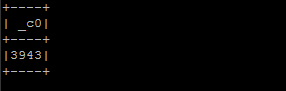 +----+
| _c0|
+----+
|3943|
+----+